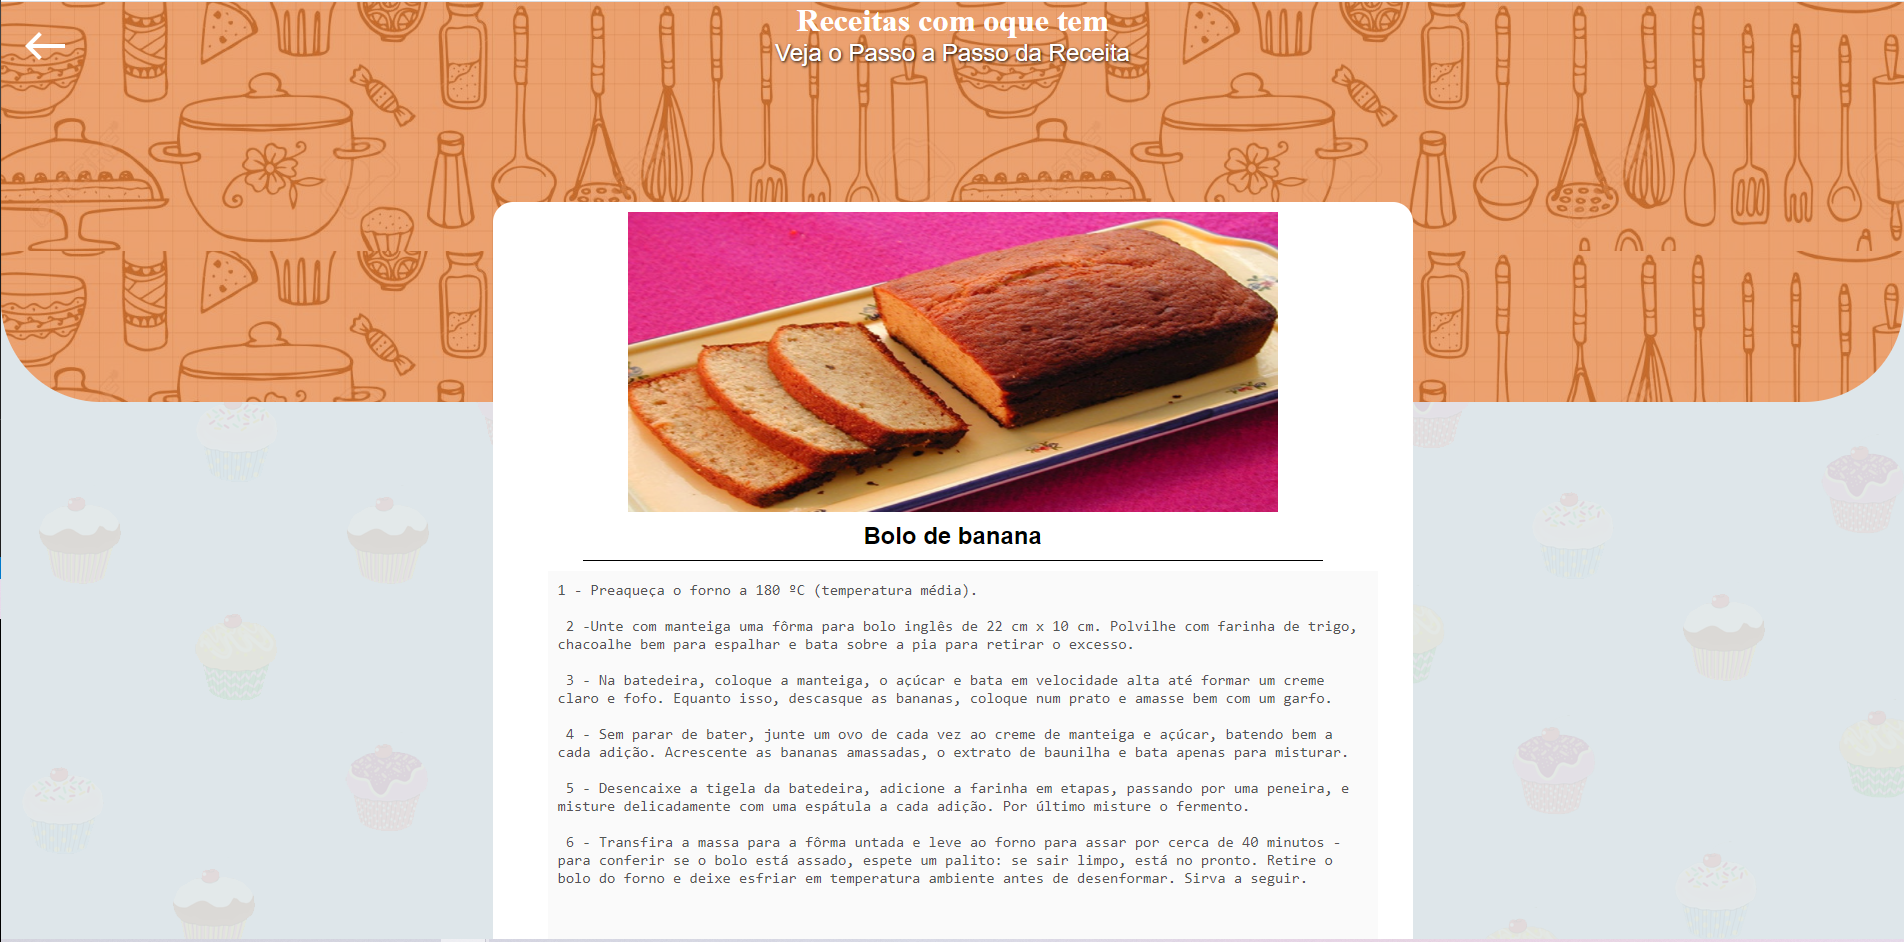 Receitas com oque tem
Veja o Passo a Passo da Receita
Bolo de banana
1 - Preaqueça o forno a 180 ºC (temperatura média).
2 -Unte com manteiga uma fôrma para bolo inglês de 22 cm x 10 cm. Polvilhe com farinha de trigo,
chacoalhe bem para espalhar e bata sobre a pia para retirar o excesso.
3 - Na batedeira, coloque a manteiga, o açúcar e bata em velocidade alta até formar um creme
claro e fofo. Equanto isso, descasque as bananas, coloque num prato e amasse bem com um garfo.
4 - Sem parar de bater, junte um ovo de cada vez ao creme de manteiga e açúcar, batendo bem a
cada adição. Acrescente as bananas amassadas, o extrato de baunilha e bata apenas para misturar.
5 - Desencaixe a tigela da batedeira, adicione a farinha em etapas, passando por uma peneira, e
misture delicadamente com uma espátula a cada adição. Por último misture o fermento.
6 - Transfira a massa para a fôrma untada e leve ao forno para assar por cerca de 40 minutos -
para conferir se o bolo está assado, espete um palito: se sair limpo, está no pronto. Retire o
bolo do forno e deixe esfriar em temperatura ambiente antes de desenformar. Sirva a seguir.